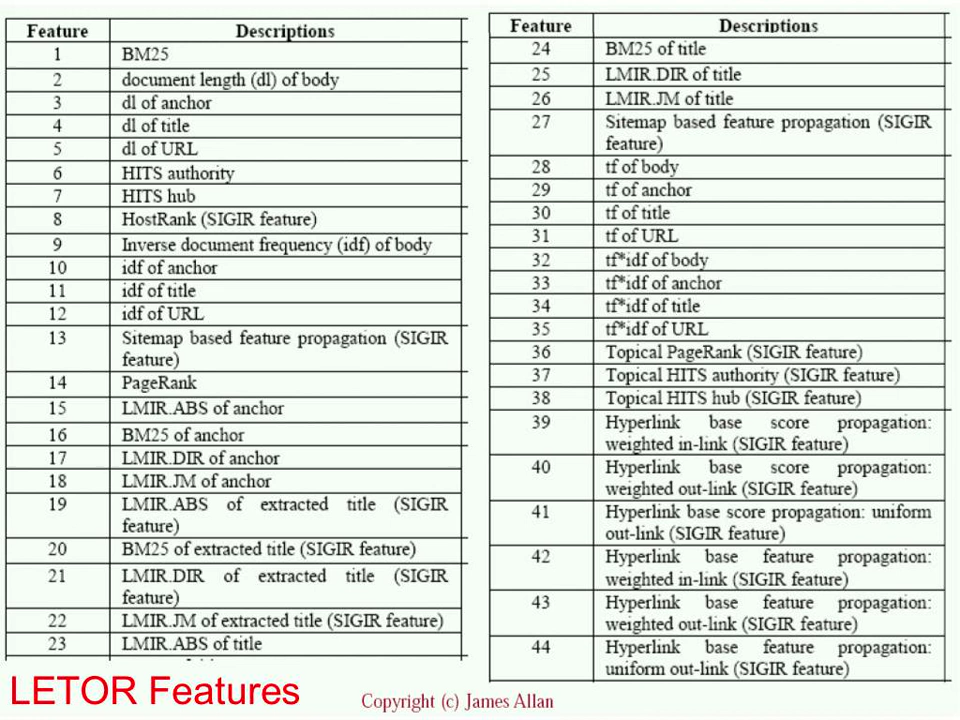 Feature Descriptions
1 BM25
2 document length (dl) of body
3 dl of anchor
4 dl of title
5 dl of URL
6 HITS authority
7 HITS hub
8 HostRank (SIGIR feature)
9 Inverse document frequency (idf) of body
10 idf of anchor
11 idf of title
12 idf of URL
13 Sitemap based feature propagation (SIGIR
feature)
14 PageRank
15 LMIR.ABS of anchor
16 BM25 of anchor
17 LMIR.DIR of anchor
18 LMIR.JM of anchor
19 LMIR.ABS of extracted title (SIGIR
feature)
20 BM25 of extracted title (SIGIR feature)
21 LMIR.DIR of extracted title (SIGIR
feature)
22 LMIR.JM of extracted title (SIGIR feature)
23 LMIR.ABS of title
Feature Descriptions
24 BM25 of title
25 LMIR.DIR of title
26 LMIR.JM of title
27 Sitemap based feature propagation (SIGIR
feature)
28 tf of body
29 tf of anchor
30 tf of title
31 tf of URL
32 tf*idf of body
33 tf*idf of anchor
34 tf*idf of title
35 tf*idf of URL
36 Topical PageRank (SIGIR feature)
37 Topical HITS authority (SIGIR feature)
38 Topical HITS hub (SIGIR feature)
39 Hyperlink base score propagation:
weighted in-link (SIGIR feature)
40 Hyperlink base score propagation:
weighted out-link (SIGIR feature)
41 Hyperlink base score propagation: uniform
out-link (SIGIR feature)
42 Hyperlink base feature propagation:
weighted in-link (SIGIR feature)
43 Hyperlink base feature propagation:
weighted out-link (SIGIR feature)
44 Hyperlink base feature propagation:
uniform out-link (SIGIR feature)
LETOR Features
Copyright (c) James Allan